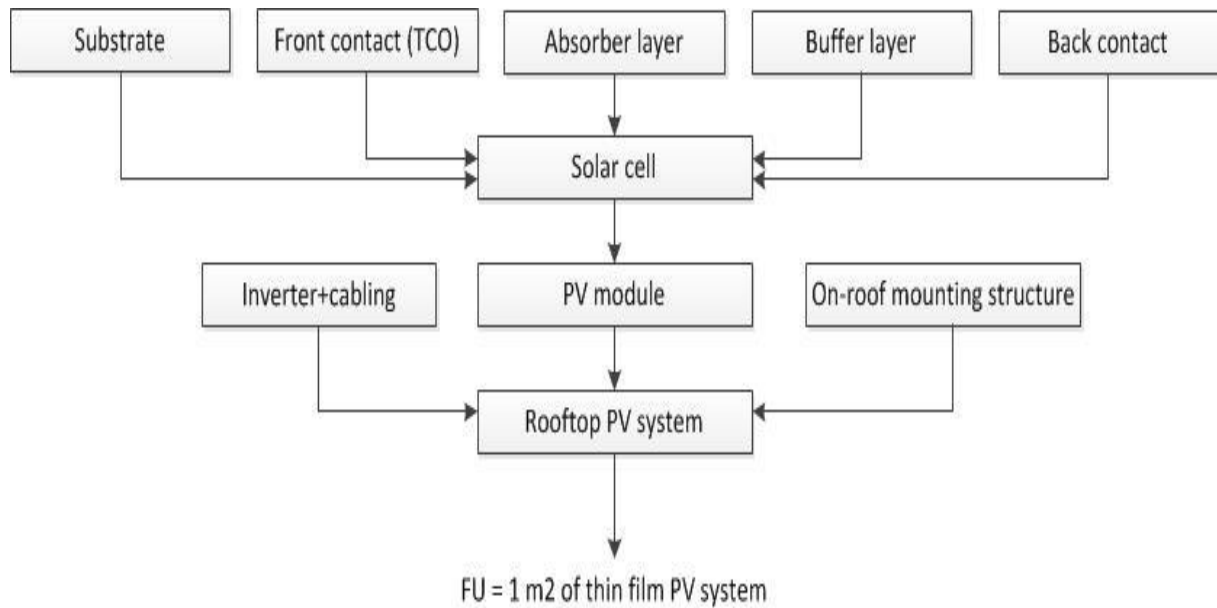 Substrate
Front contact (TCO)
Absorber layer
Buffer layer
Back contact
Solar cell
Inverter+cabling
PV module
On-roof mounting structure
Rooftop PV system
FU = 1 m2 of thin film PV system